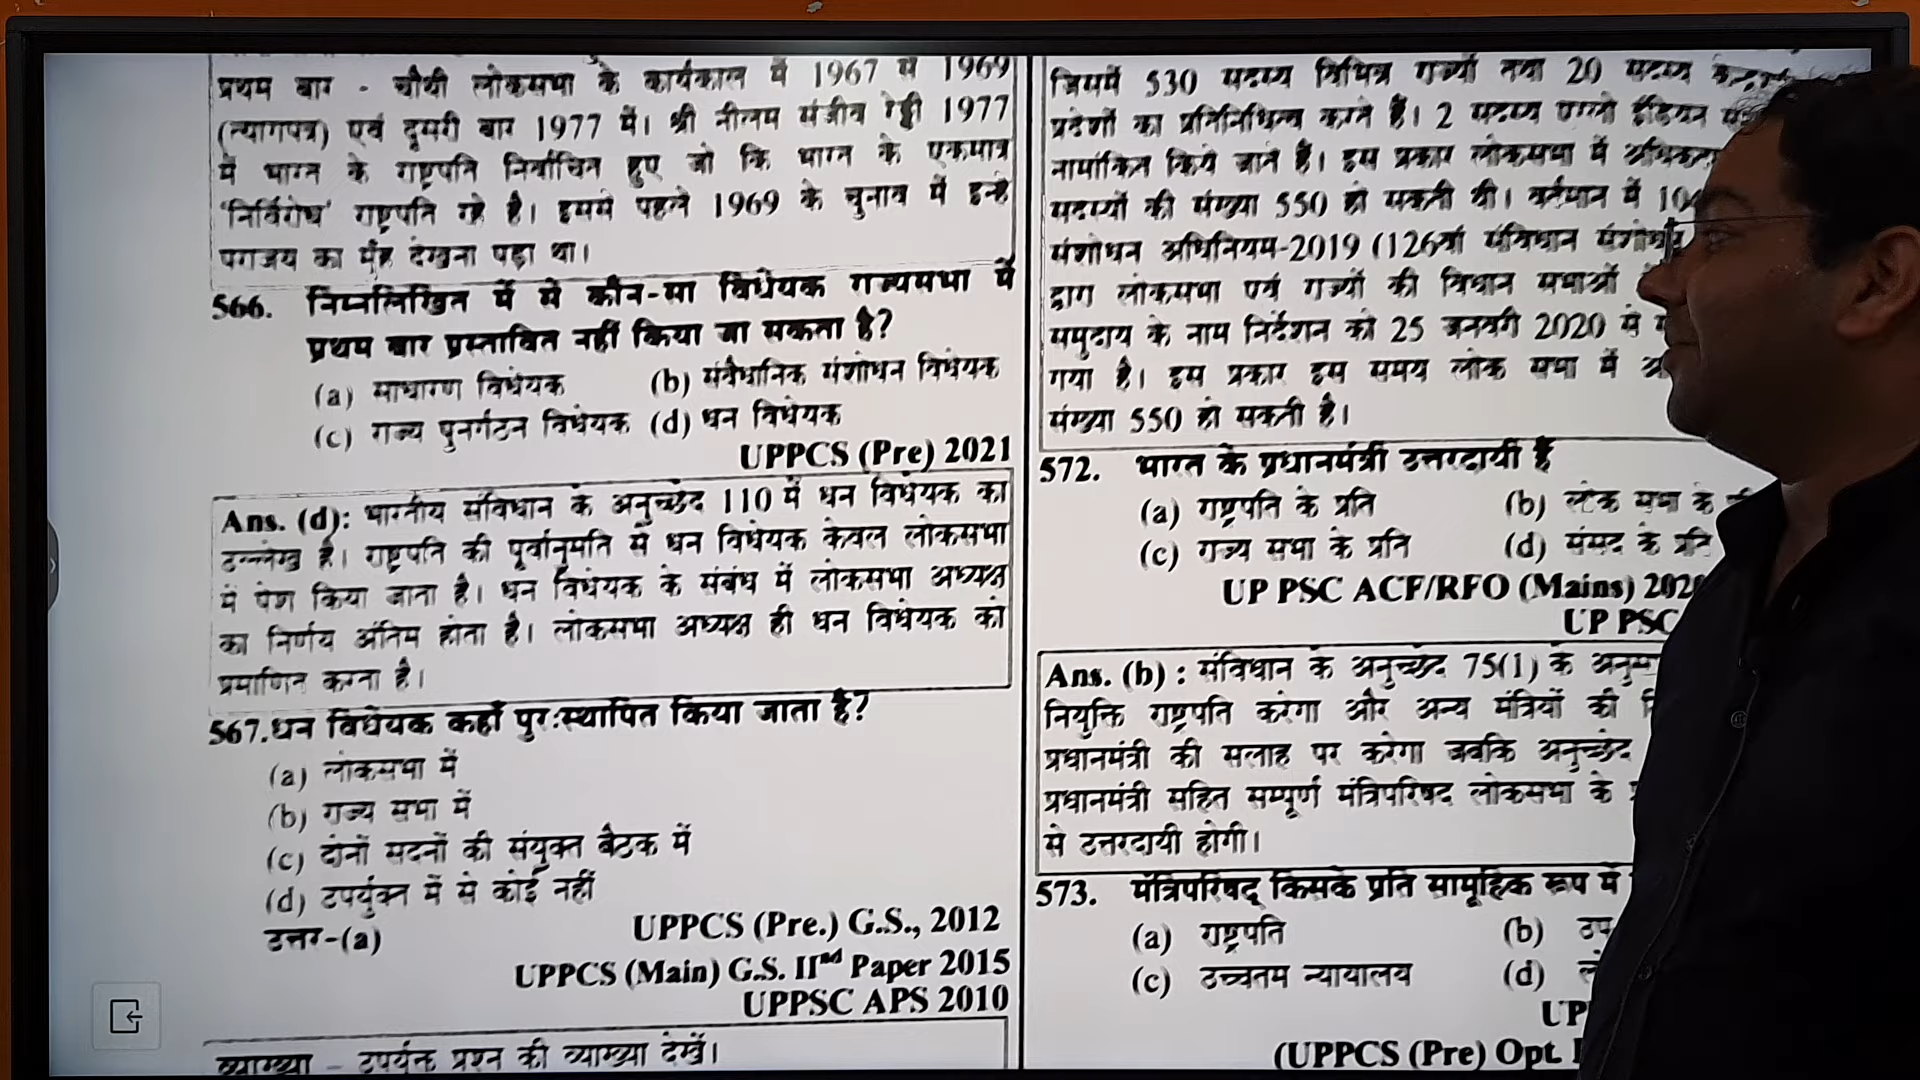 प्रथम बार - चौथी लोकसभा के कार्यकाल में 1967 से 1969
(त्यागपत्र) एवं दूसरी बार 1977 में। श्री नीलम संजीव रेड्डी 1977
में भारत के राष्ट्रपति निर्वाचित हुए जो कि भारत के एकमात्र
'निर्विरोध' राष्ट्रपति रहे है। इससे पहले 1969 के चुनाव में इन्हें
पराजय का मुँह देखना पड़ा था।
566. निम्नलिखित में से कौन-सा विधेयक राज्यसभा में
प्रथम बार प्रस्तावित नहीं किया जा सकता है?
(a) साधारण विधेयक (b) संवैधानिक संशोधन विधेयक
(c) राज्य पुनर्गठन विधेयक (d) धन विधेयक
UPPCS (Pre) 2021
Ans. (d): भारतीय संविधान के अनुच्छेद 110 में धन विधेयक का
उल्लेख है। राष्ट्रपति की पूर्वानुमति से धन विधेयक केवल लोकसभा
में पेश किया जाता है। धन विधेयक के संबंध में लोकसभा अध्यक्ष
का निर्णय अंतिम होता है। लोकसभा अध्यक्ष ही धन विधेयक को
प्रमाणित करता है।
567.धन विधेयक कहाँ पुर:स्थापित किया जाता है?
(a) लोकसभा में
(b) राज्य सभा में
(c) दोनों सदनों की संयुक्त बैठक में
(d) उपर्युक्त में से कोई नहीं
उत्तर-(a)
UPPCS (Pre.) G.S., 2012
UPPCS (Main) G.S. IInd Paper 2015
UPPSC APS 2010
व्याख्या – उपर्युक्त प्रश्न की व्याख्या देखें।
जिसमें 530 सदस्य विभिन्न राज्यों तथा 20 सदस्य
प्रदेशों का प्रतिनिधित्व करते हैं। 2 सदस्य एंग्लो इंडियन
नामांकित किये जाते हैं। इस प्रकार लोकसभा में
सदस्यों की संख्या 550 हो सकती थी। वर्तमान में
संशोधन अधिनियम-2019 (126वां संविधान
द्वारा लोकसभा एवं राज्यों की विधान सभाओं
समुदाय के नाम निर्देशन को 25 जनवरी 2020 से
गया है। इस प्रकार इस समय लोक सभा में
संख्या 550 हो सकती है।
572. भारत के प्रधानमंत्री उत्तरदायी है
(a) राष्ट्रपति के प्रति (b) लोक सभा के
(c) राज्य सभा के प्रति (d) संसद के प्रति
UP PSC ACF/RFO (Mains)
UP PSC
Ans. (b) : संविधान के अनुच्छेद 75(1) के
नियुक्ति राष्ट्रपति करेगा और अन्य मंत्रियों की
प्रधानमंत्री की सलाह पर करेगा जबकि अनुच्छेद
प्रधानमंत्री सहित सम्पूर्ण मंत्रिपरिषद लोकसभा के
से उत्तरदायी होगी।
573. मंत्रिपरिषद् किसके प्रति सामूहिक रूप में
(a) राष्ट्रपति (b)
(c) उच्चतम न्यायालय (d)
(UPPCS (Pre) Opt.